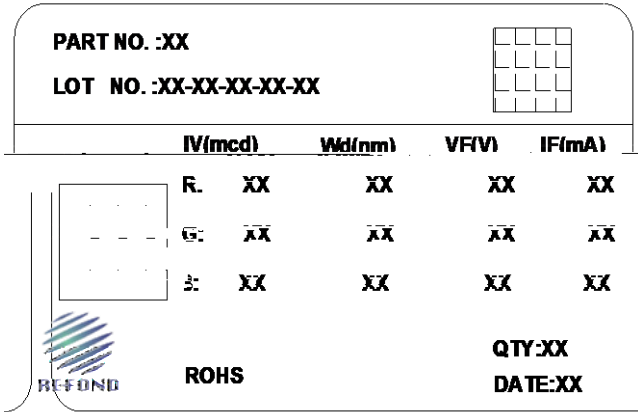 PART NO. :XX
LOT NO. :XX-XX-XX-XX-XX
IV(mcd) Wd(nm) VF(V) IF(mA)
R. XX XX XX XX
G: XX XX XX XX
B: XX XX XX XX
QTY:XX
REFOND ROHS
DATE:XX